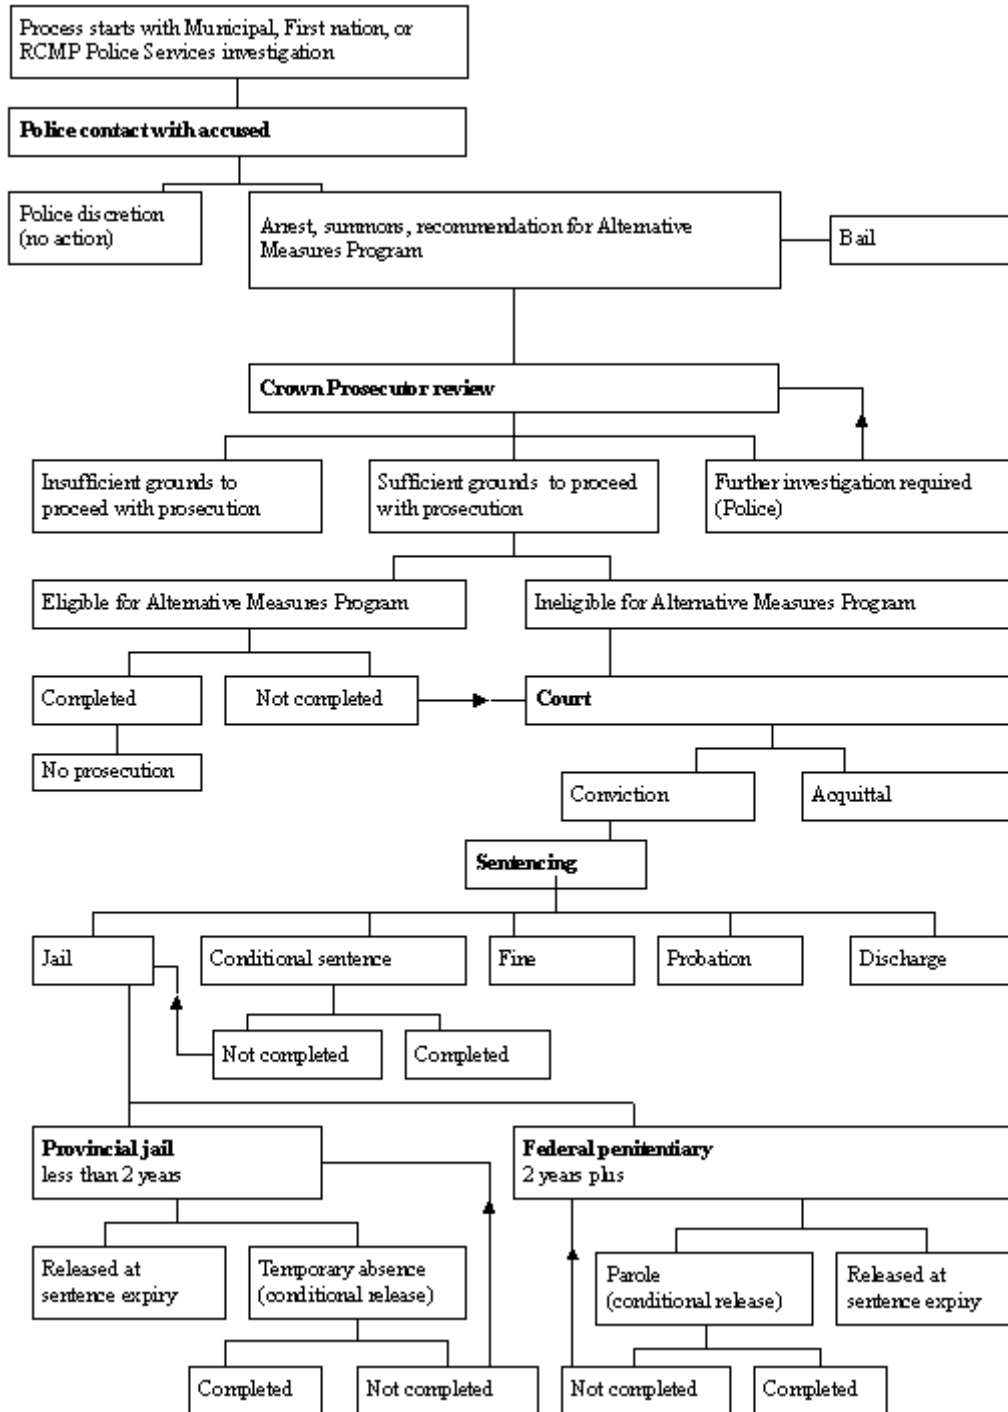 Process starts with Municipal, First nation, or
RCMP Police Services investigation
Police contact with accused
Police discretion
(no action)
Arrest, summons, recommendation for Alternative
Measures Program
Bail
Crown Prosecutor review
Insufficient grounds to
proceed with prosecution
Sufficient grounds to proceed
with prosecution
Further investigation required
(Police)
Eligible for Alternative Measures Program
Ineligible for Alternative Measures Program
Completed
Not completed
Court
No prosecution
Conviction
Acquittal
Sentencing
Jail
Conditional sentence
Fine
Probation
Discharge
Not completed
Completed
Provincial jail
less than 2 years
Federal penitentiary
2 years plus
Released at
sentence expiry
Temporary absence
(conditional release)
Parole
(conditional release)
Released at
sentence expiry
Completed
Not completed
Not completed
Completed